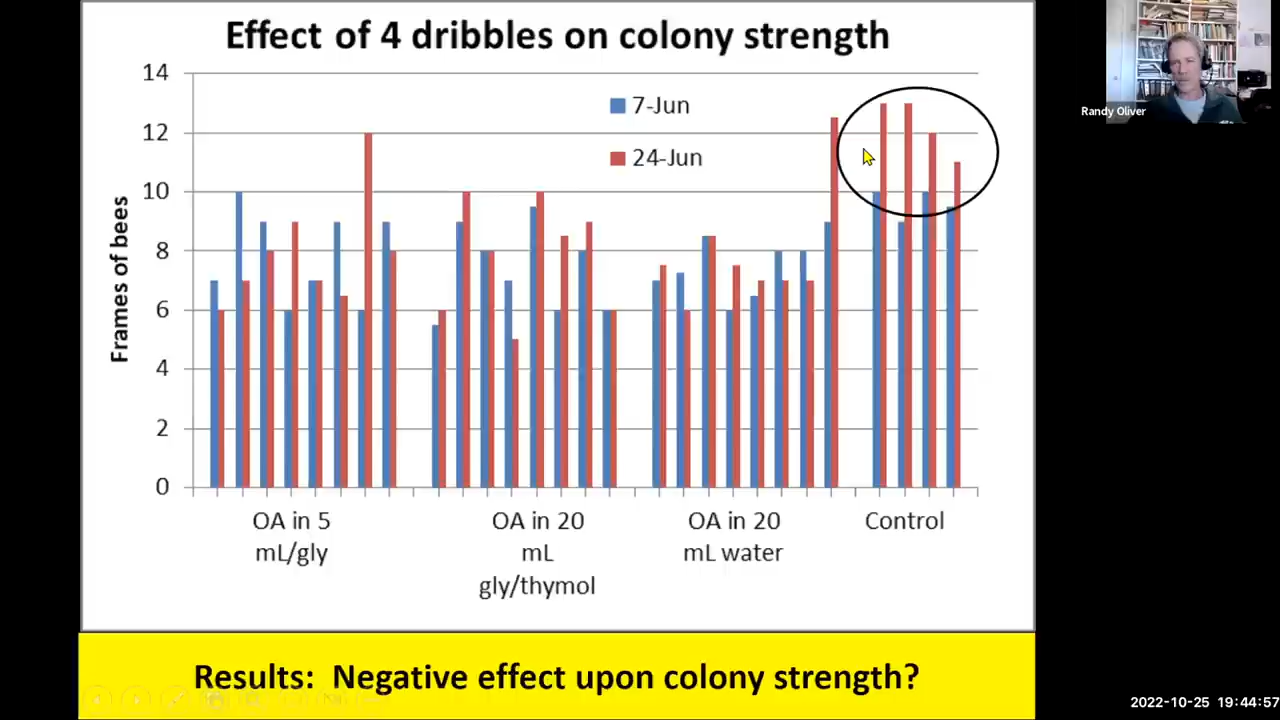 Effect of 4 dribbles on colony strength
Randy Oliver
14
12
10
8
6
4
2
0
Frames of bees
7-Jun
24-Jun
OA in 5
mL/gly
OA in 20
mL
gly/thymol
OA in 20
mL water
Control
Results:  Negative effect upon colony strength?
2022-10-25 19:44:57